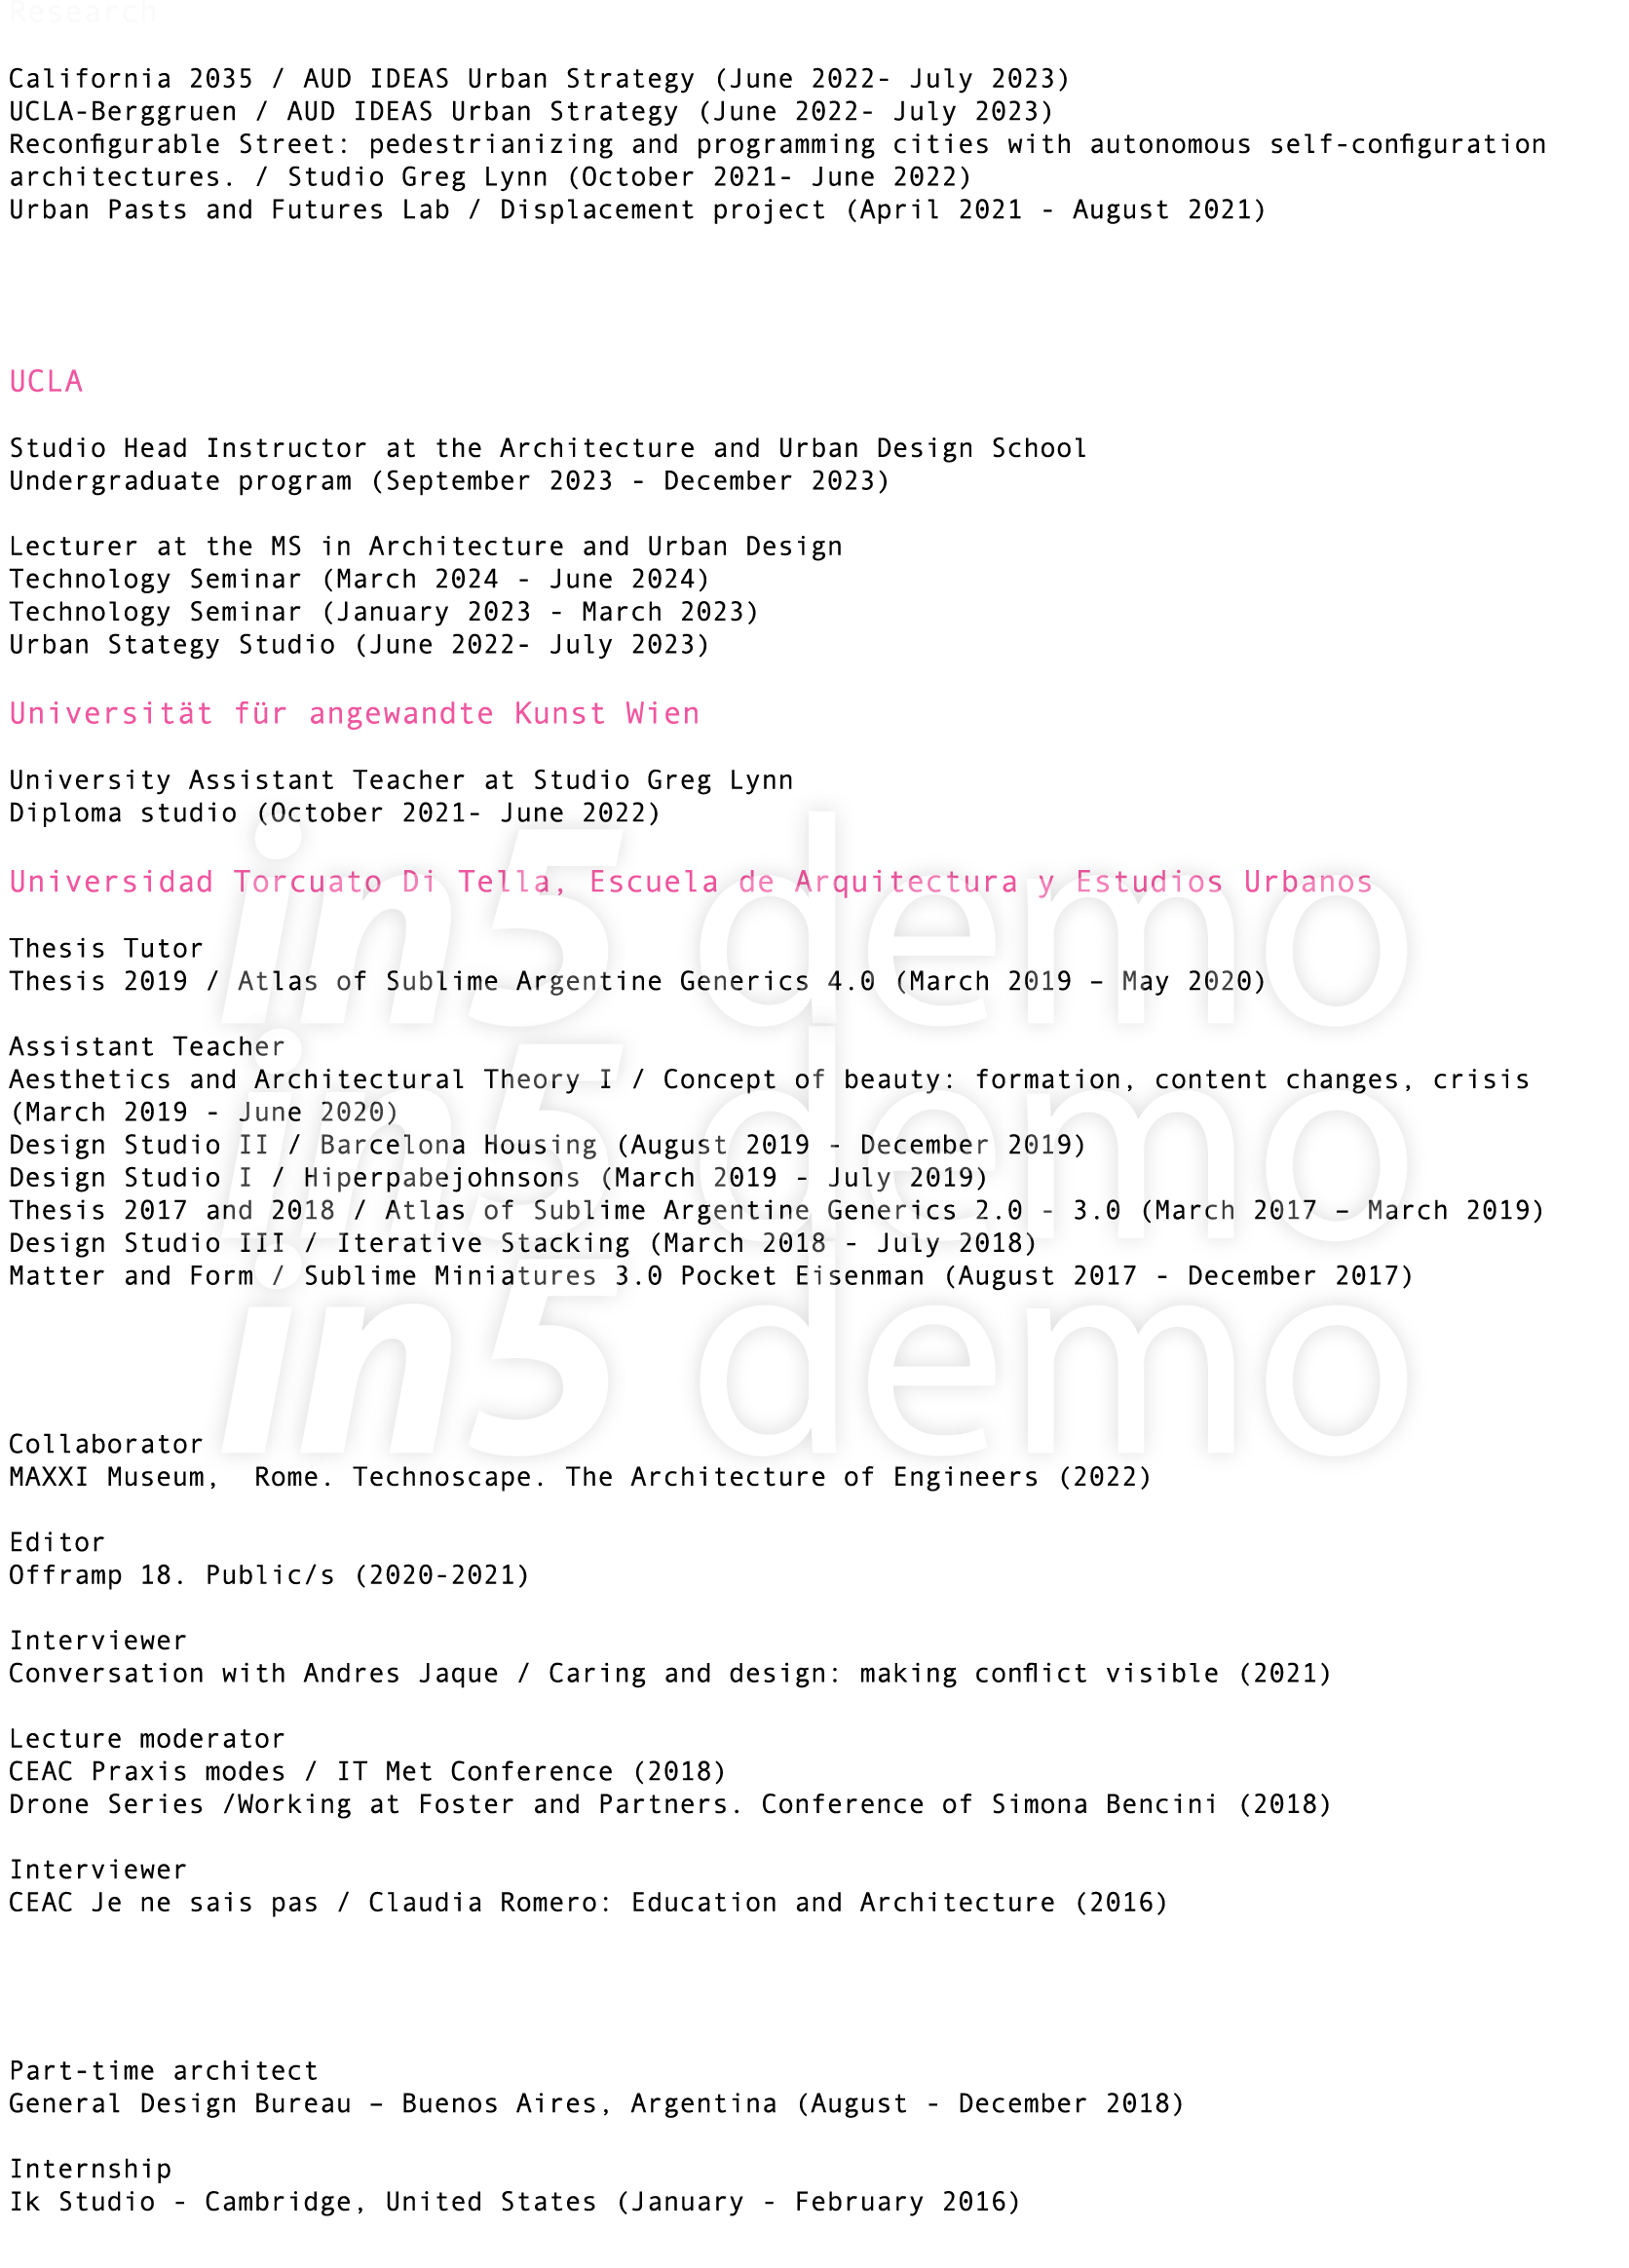 Research
California 2035 / AUD IDEAS Urban Strategy (June 2022- July 2023)
UCLA-Berggruen / AUD IDEAS Urban Strategy (June 2022- July 2023)
Reconfigurable Street: pedestrianizing and programming cities with autonomous self-configuration
architectures. / Studio Greg Lynn (October 2021- June 2022)
Urban Pasts and Futures Lab / Displacement project (April 2021 - August 2021)
UCLA
Studio Head Instructor at the Architecture and Urban Design School
Undergraduate program (September 2023 - December 2023)
Lecturer at the MS in Architecture and Urban Design
Technology Seminar (March 2024 - June 2024)
Technology Seminar (January 2023 - March 2023)
Urban Stategy Studio (June 2022- July 2023)
Universität für angewandte Kunst Wien
University Assistant Teacher at Studio Greg Lynn
Diploma studio (October 2021- June 2022)
Universidad Torcuato Di Tella, Escuela de Arquitectura y Estudios Urbanos
in5 demo
Thesis Tutor
Thesis 2019 / Atlas of Sublime Argentine Generics 4.0 (March 2019 – May 2020)
Assistant Teacher
Aesthetics and Architectural Theory I / Concept of beauty: formation, content changes, crisis
(March 2019 - June 2020)
in5 demo
Design Studio II / Barcelona Housing (August 2019 - December 2019)
Design Studio I / Hiperpabejohnsons (March 2019 - July 2019)
Thesis 2017 and 2018 / Atlas of Sublime Argentine Generics 2.0 - 3.0 (March 2017 – March 2019)
Design Studio III / Iterative Stacking (March 2018 - July 2018)
Matter and Form / Sublime Miniatures 3.0 Pocket Eisenman (August 2017 - December 2017)
in5 demo
Collaborator
MAXXI Museum,  Rome. Technoscape. The Architecture of Engineers (2022)
Editor
Offramp 18. Public/s (2020-2021)
Interviewer
Conversation with Andres Jaque / Caring and design: making conflict visible (2021)
Lecture moderator
CEAC Praxis modes / IT Met Conference (2018)
Drone Series /Working at Foster and Partners. Conference of Simona Bencini (2018)
Interviewer
CEAC Je ne sais pas / Claudia Romero: Education and Architecture (2016)
Part-time architect
General Design Bureau – Buenos Aires, Argentina (August - December 2018)
Internship
Ik Studio - Cambridge, United States (January - February 2016)